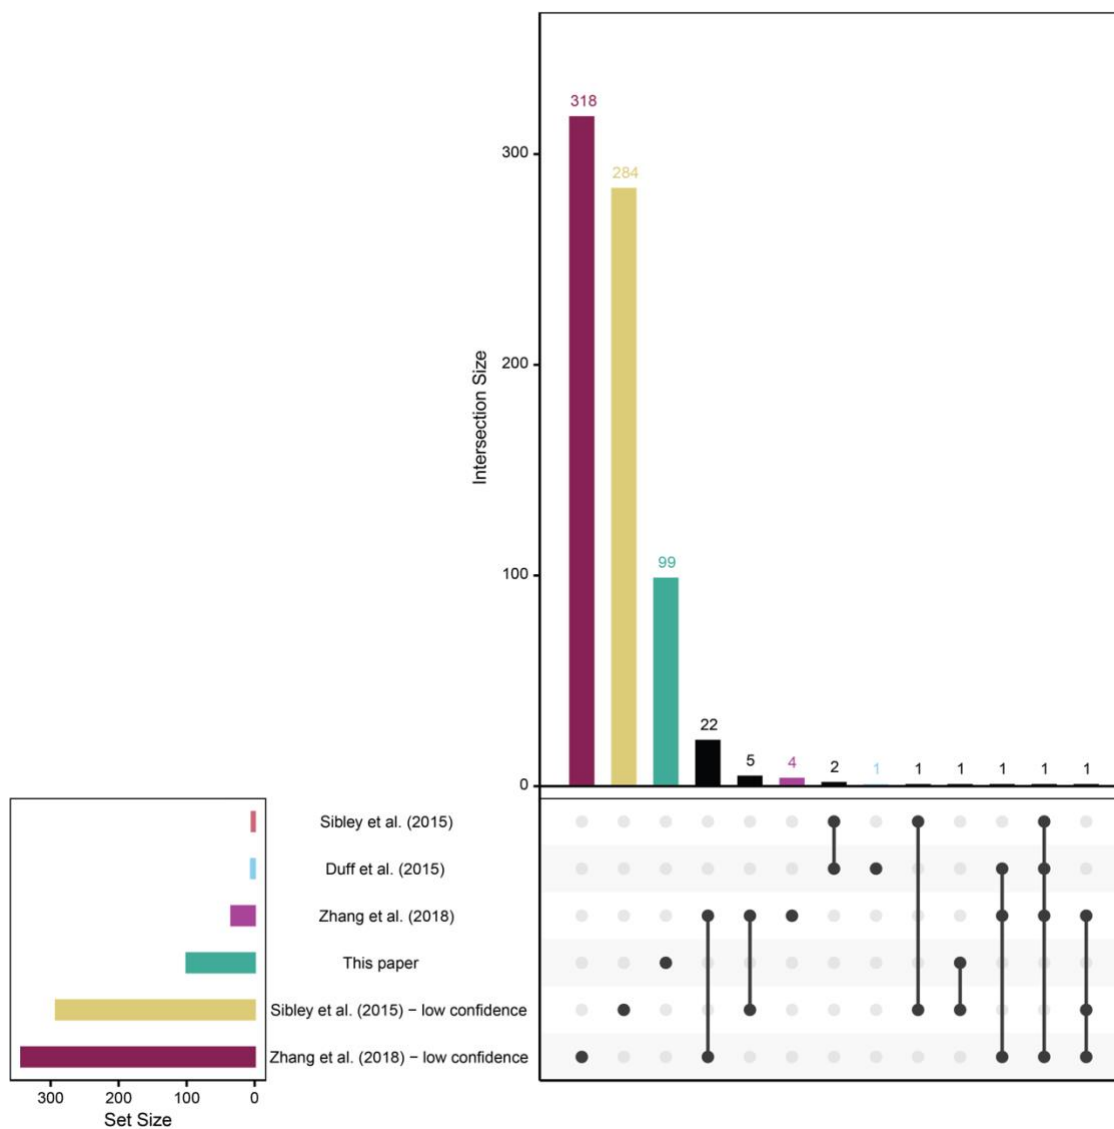 318
284
99
22
5
4
2
1
1
1
1
1
1
300
200
100
0
Intersection Size
Sibley et al. (2015)
Duff et al. (2015)
Zhang et al. (2018)
This paper
Sibley et al. (2015) − low confidence
Zhang et al. (2018) − low confidence
300 200 100 0
Set Size